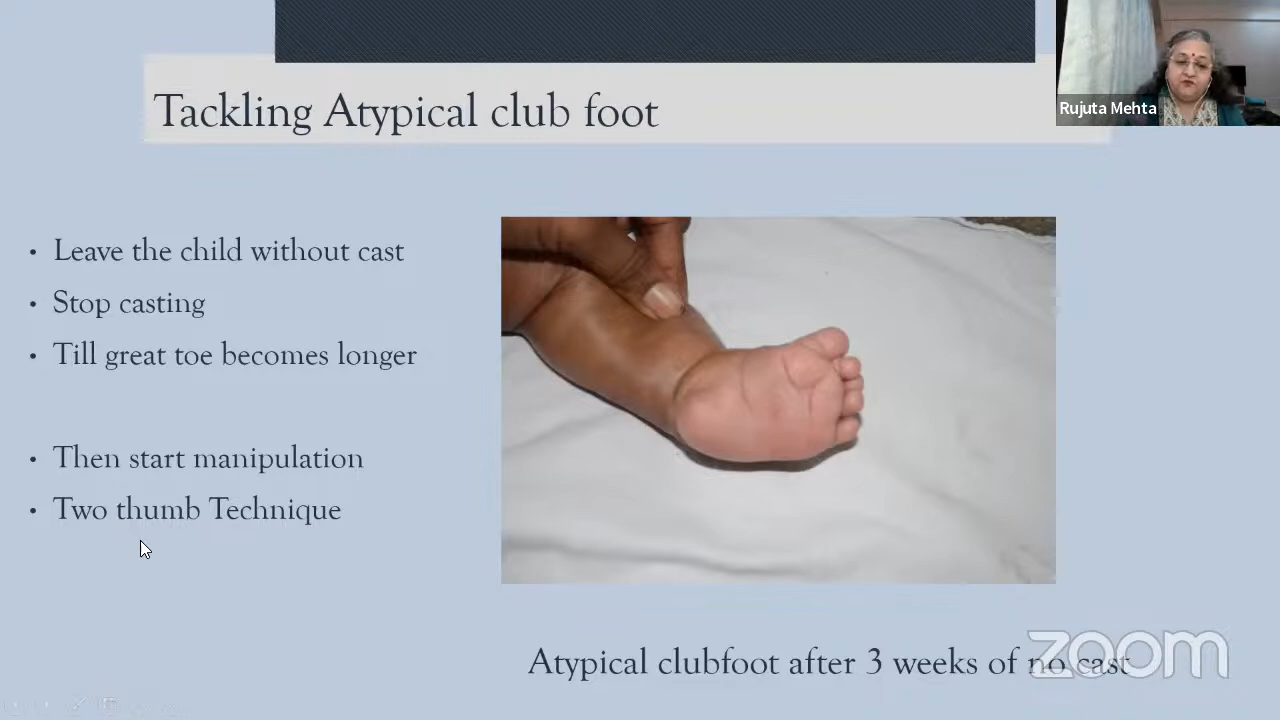 Tackling Atypical club foot
Rujuta Mehta
• Leave the child without cast
• Stop casting
• Till great toe becomes longer
• Then start manipulation
• Two thumb Technique
Atypical clubfoot after 3 weeks of no cast
zoom